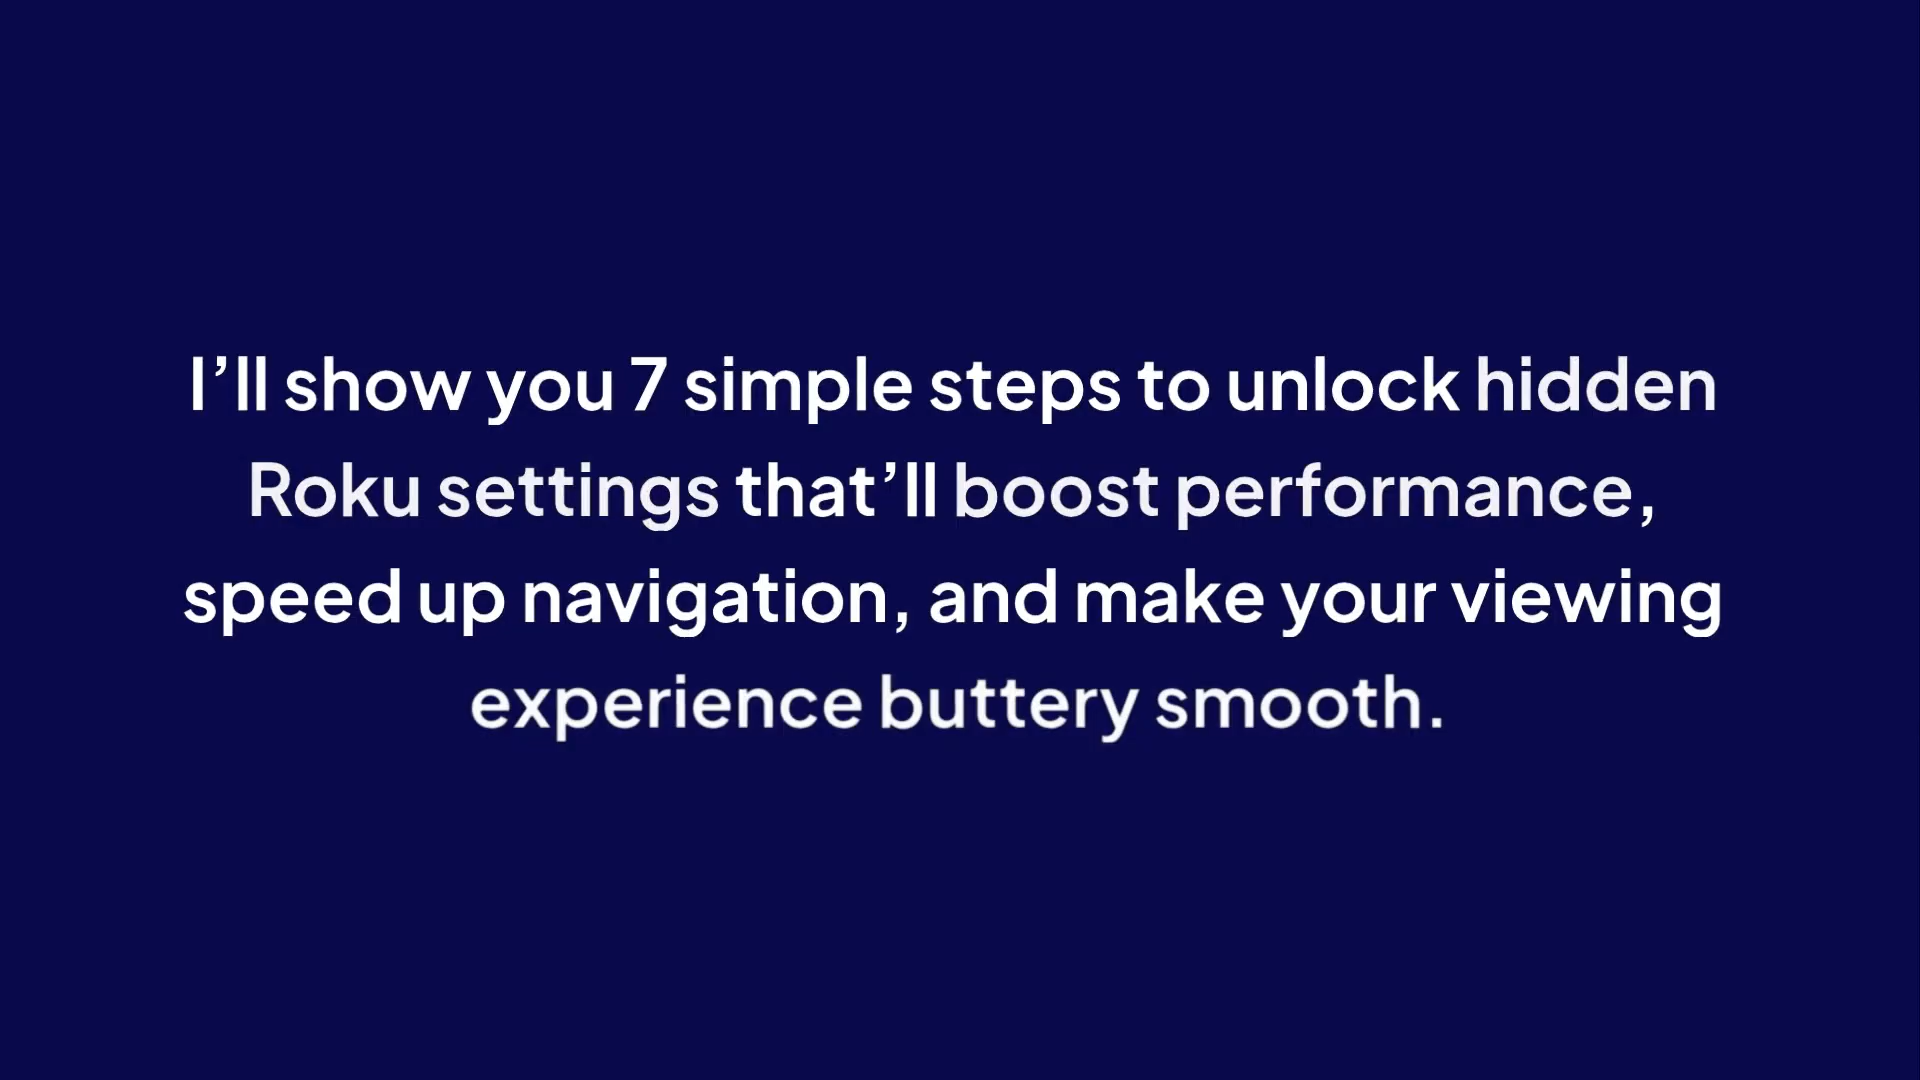 I’ll show you 7 simple steps to unlock hidden
Roku settings that’ll boost performance,
speed up navigation, and make your viewing
experience buttery smooth.